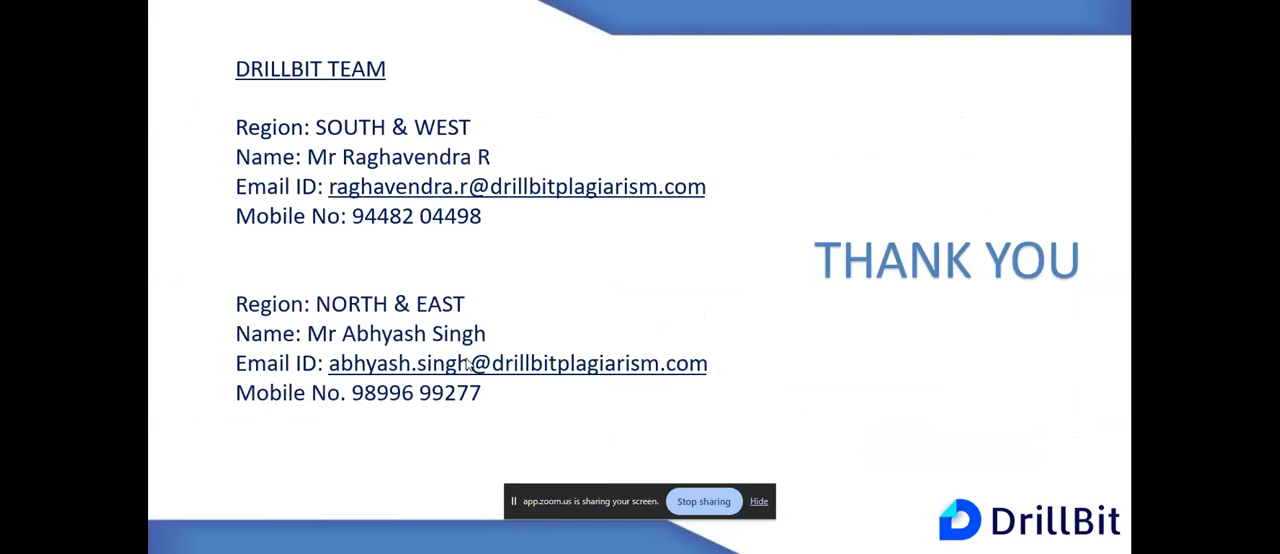 DRILLBIT TEAM
Region: SOUTH & WEST
Name: Mr Raghavendra R
Email ID: raghavendra.r@drillbitplagiarism.com
Mobile No: 94482 04498
THANK YOU
Region: NORTH & EAST
Name: Mr Abhyash Singh
Email ID: abhyash.singh@drillbitplagiarism.com
Mobile No. 98996 99277
app.zoom.us is sharing your screen. Stop sharing Hide
DrillBit